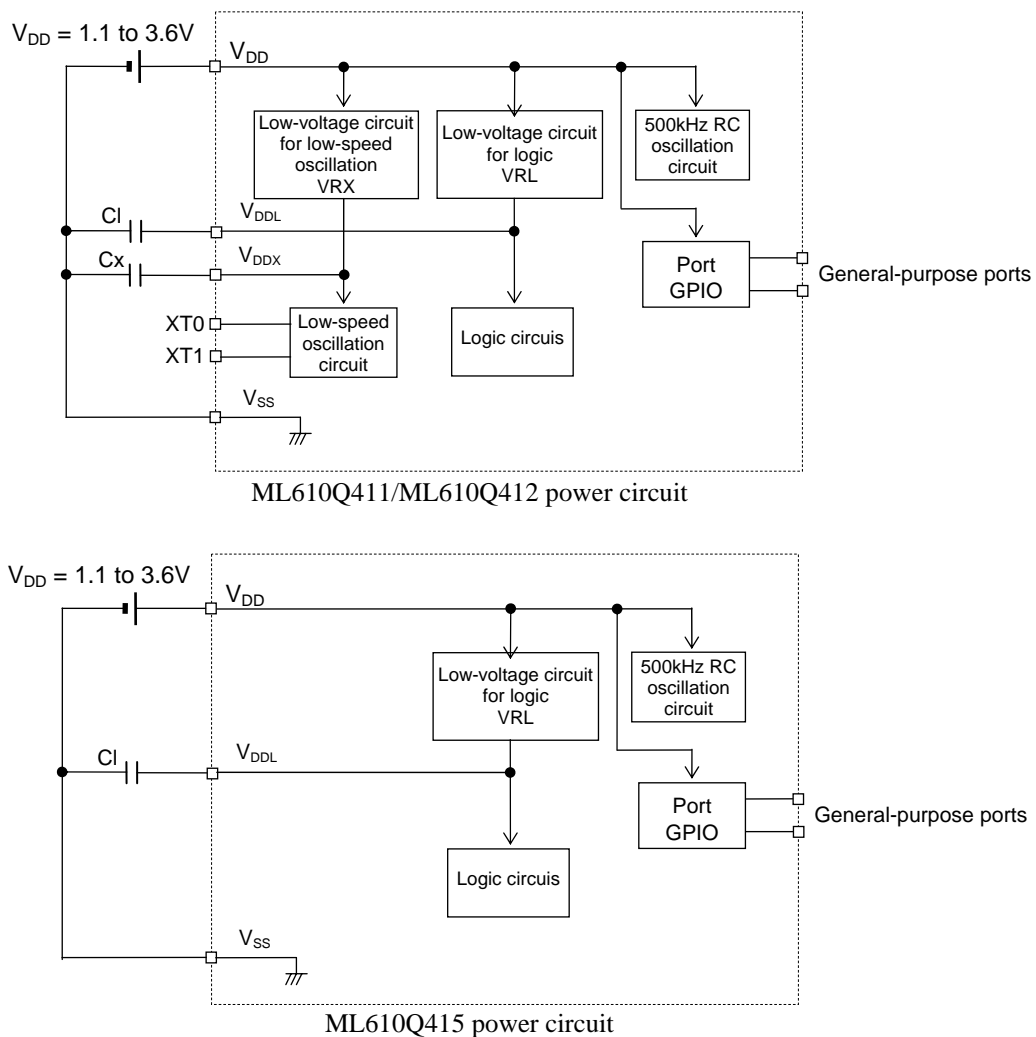 V_DD = 1.1 to 3.6V
V_DD
Low-voltage circuit
for low-speed
oscillation
VRX
Low-voltage circuit
for logic
VRL
500kHz RC
oscillation
circuit
Cl
V_DDL
Cx
V_DDX
Port
GPIO
General-purpose ports
XT0
XT1
Low-speed
oscillation
circuit
Logic circuis
V_SS
ML610Q411/ML610Q412 power circuit
V_DD = 1.1 to 3.6V
V_DD
Low-voltage circuit
for logic
VRL
500kHz RC
oscillation
circuit
Cl
V_DDL
Port
GPIO
General-purpose ports
Logic circuis
V_SS
ML610Q415 power circuit